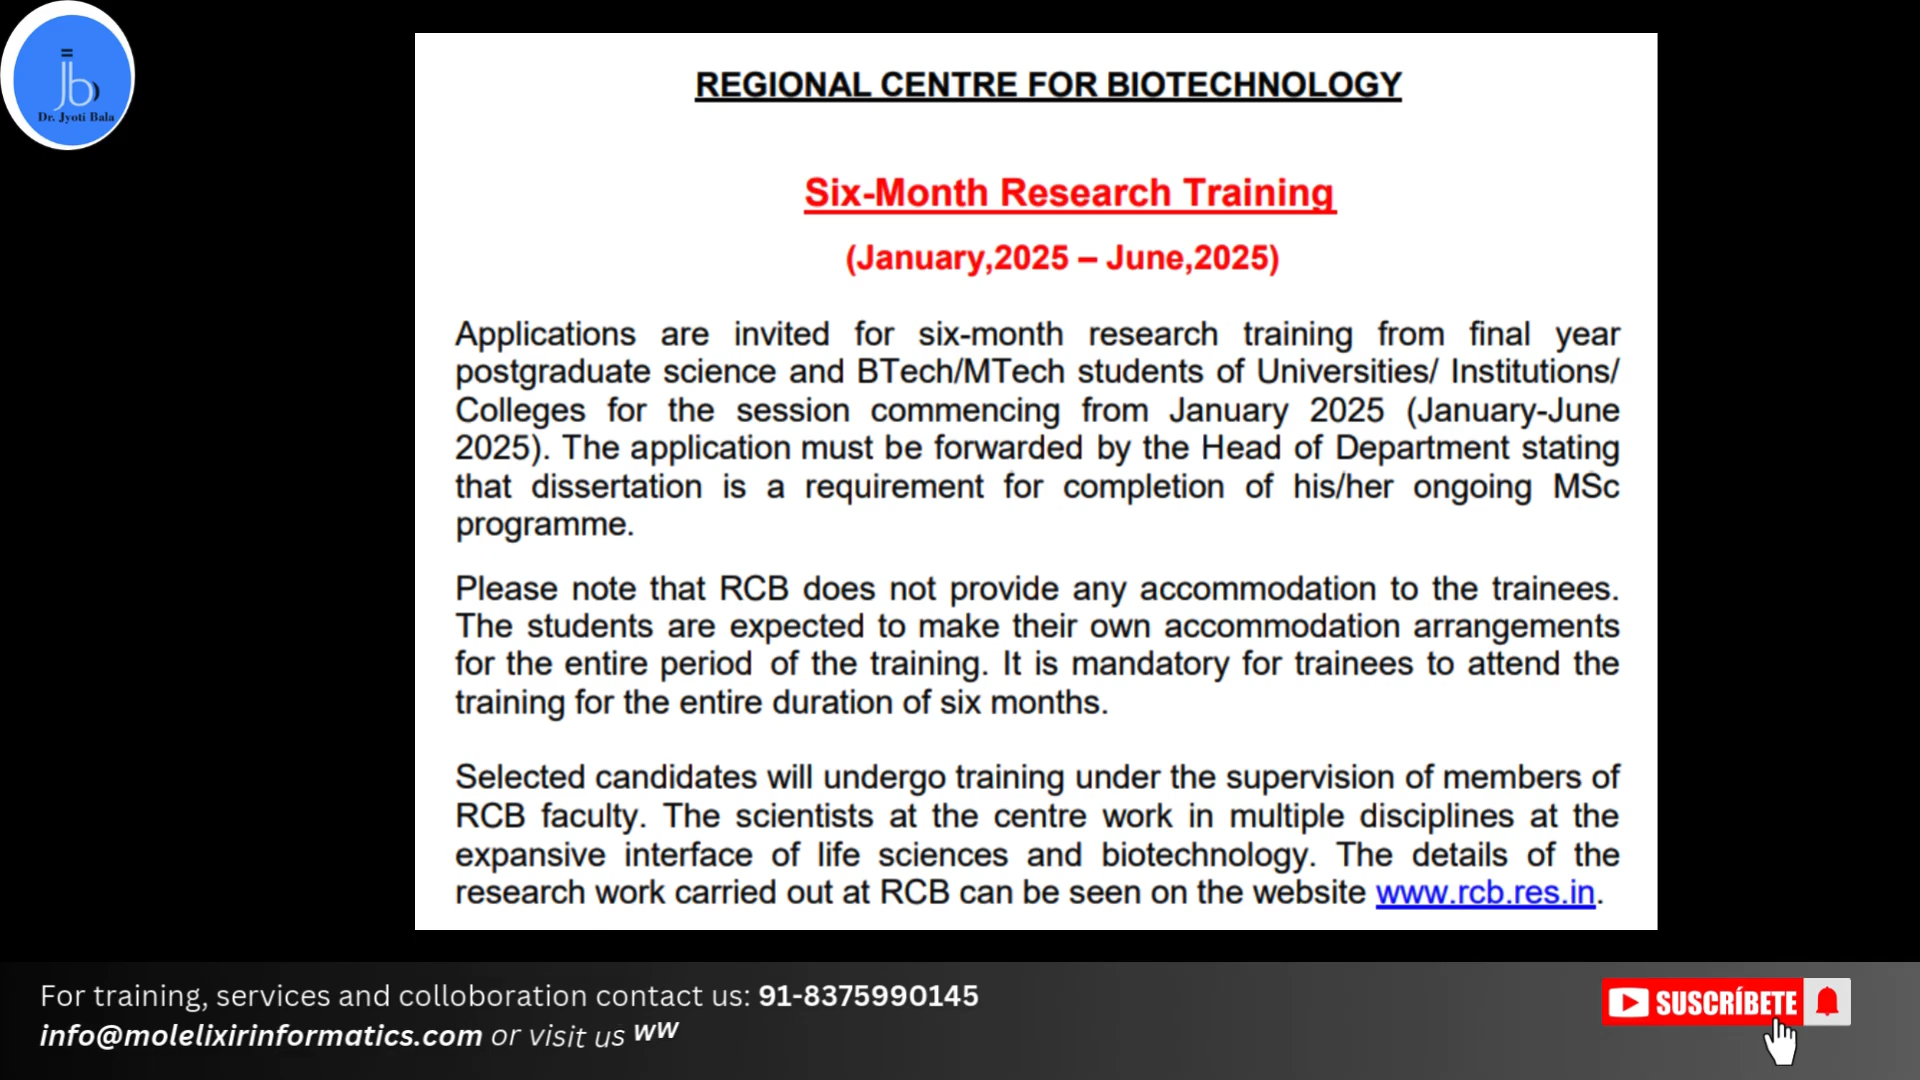 jb
Dr. Jyoti Bala
REGIONAL CENTRE FOR BIOTECHNOLOGY
Six-Month Research Training
(January,2025 – June,2025)
Applications are invited for six-month research training from final year
postgraduate science and BTech/MTech students of Universities/ Institutions/
Colleges for the session commencing from January 2025 (January-June
2025). The application must be forwarded by the Head of Department stating
that dissertation is a requirement for completion of his/her ongoing MSc
programme.
Please note that RCB does not provide any accommodation to the trainees.
The students are expected to make their own accommodation arrangements
for the entire period of the training. It is mandatory for trainees to attend the
training for the entire duration of six months.
Selected candidates will undergo training under the supervision of members of
RCB faculty. The scientists at the centre work in multiple disciplines at the
expansive interface of life sciences and biotechnology. The details of the
research work carried out at RCB can be seen on the website www.rcb.res.in.
For training, services and colloboration contact us: 91-8375990145
info@molelixirinformatics.com or visit us ww
SUSCRÍBETE